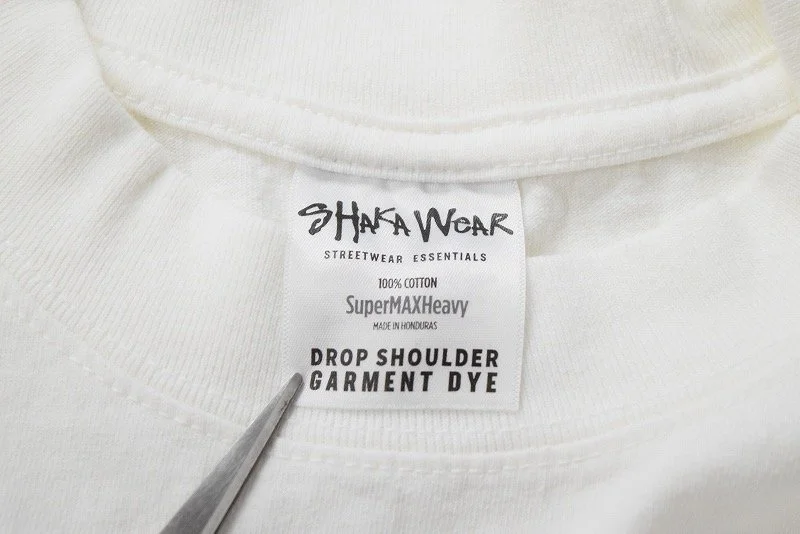 SHAKA WEAR
STREETWEAR ESSENTIALS
100% COTTON
SuperMAXHeavy
MADE IN HONDURAS
DROP SHOULDER
GARMENT DYE